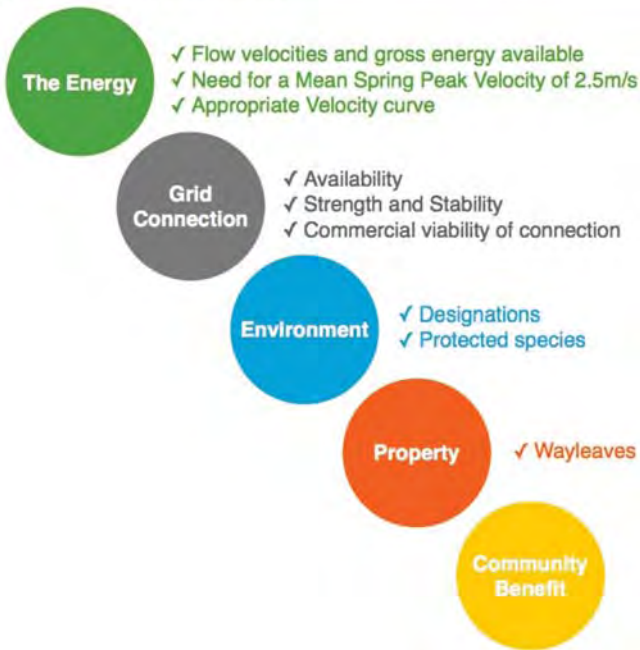 The Energy
✓ Flow velocities and gross energy available
✓ Need for a Mean Spring Peak Velocity of 2.5m/s
✓ Appropriate Velocity curve
Grid
Connection
✓ Availability
✓ Strength and Stability
✓ Commercial viability of connection
Environment
✓ Designations
✓ Protected species
Property
✓ Wayleaves
Community
Benefit